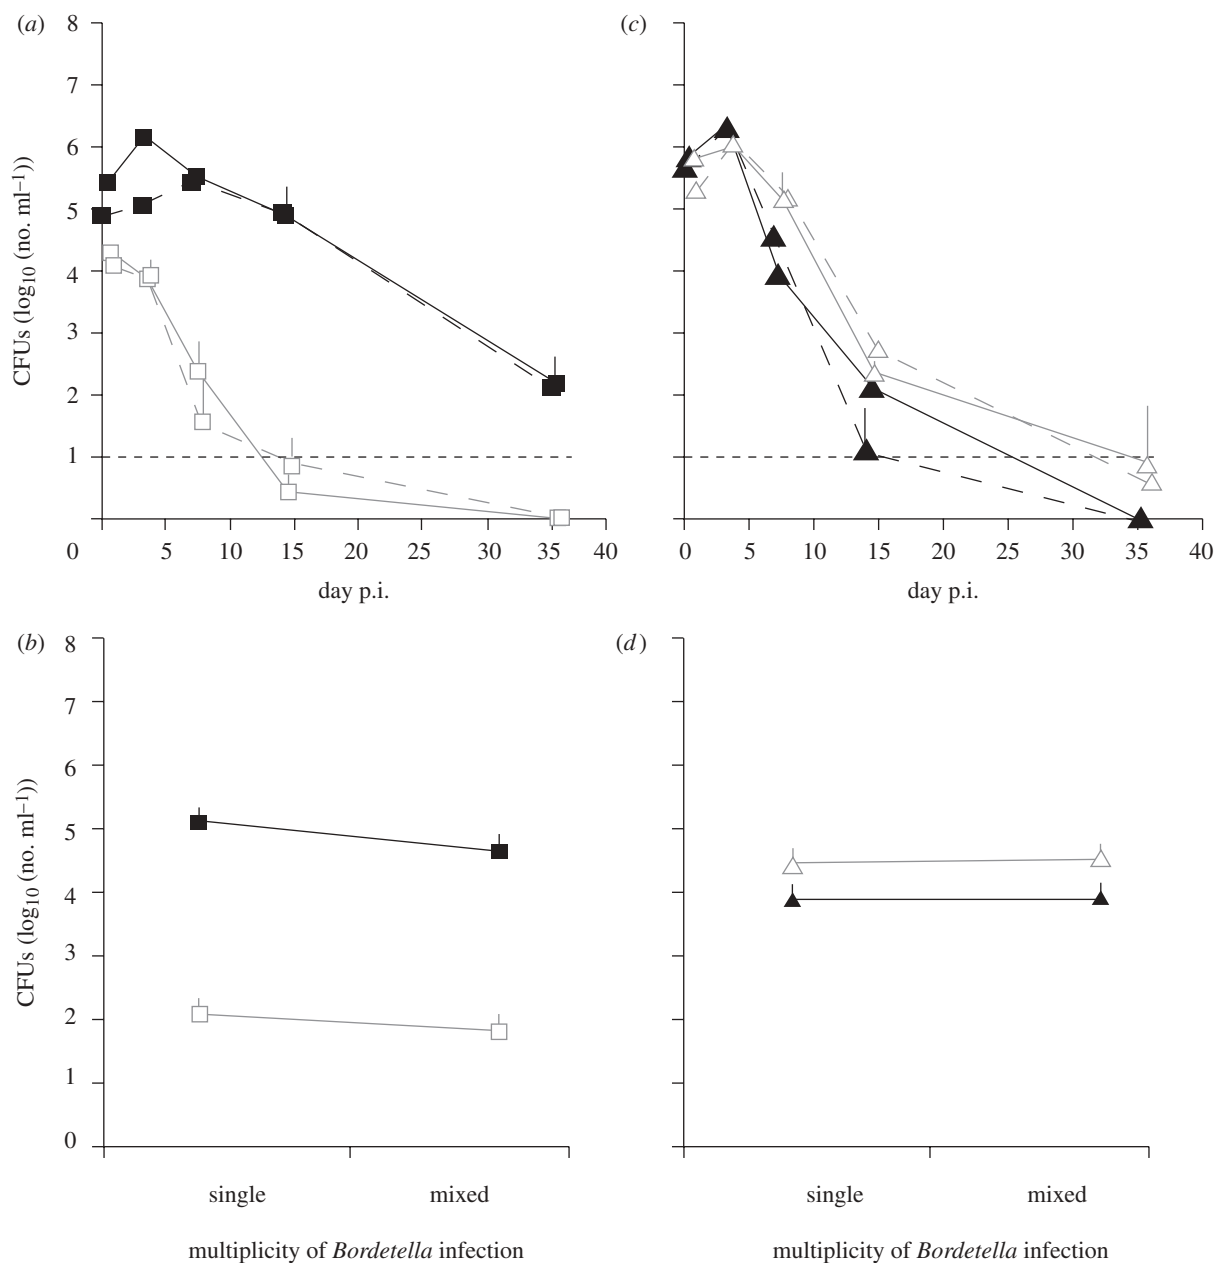 (a)
8
7
6
5
4
3
2
1
CFUs (log10 (no. ml−1))
0 5 10 15 20 25 30 35 40
day p.i.
(c)
0 5 10 15 20 25 30 35 40
day p.i.
(b)
8
7
6
5
4
3
2
1
0
CFUs (log10 (no. ml−1))
single mixed
multiplicity of Bordetella infection
(d)
single mixed
multiplicity of Bordetella infection